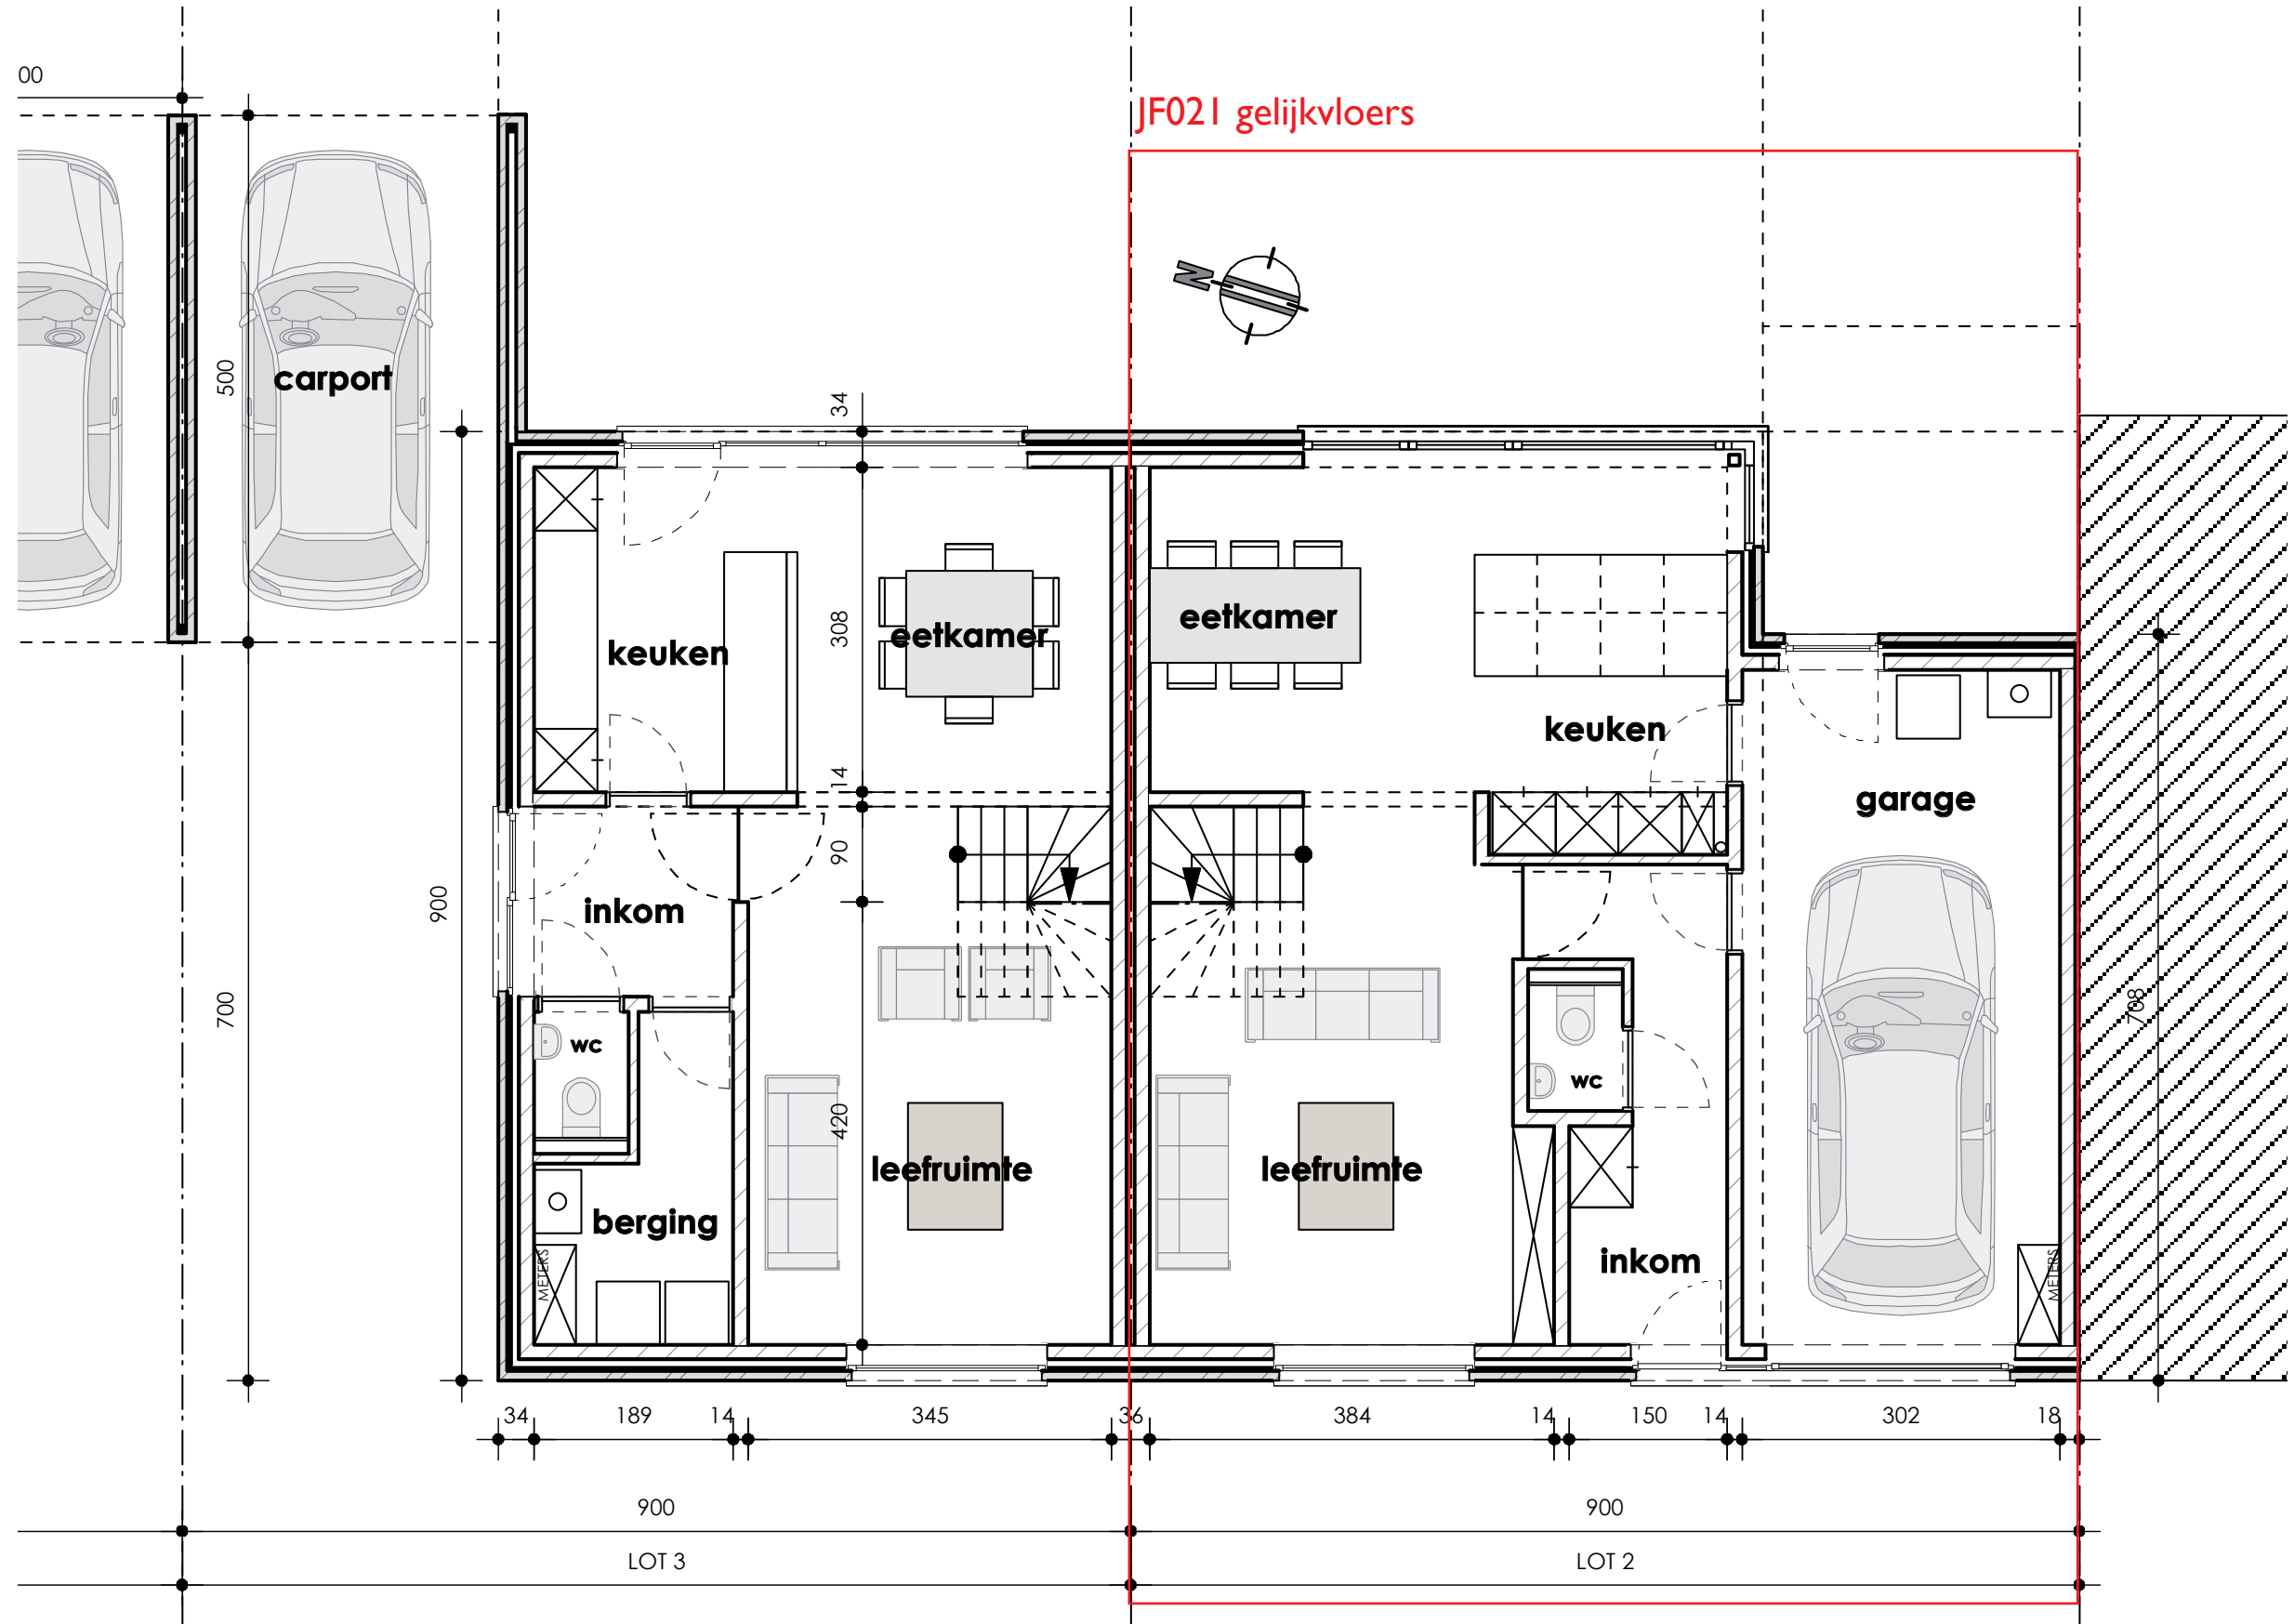 00
JF021 gelijkvloers
N
carport
500
34
eetkamer
eetkamer
308
keuken
keuken
14
garage
90
900
inkom
700
708
wc
wc
420
leefruimte
leefruimte
berging
inkom
METERS
METERS
34 189 14 345 36 384 14 150 14 302 18
900 900
LOT 3 LOT 2